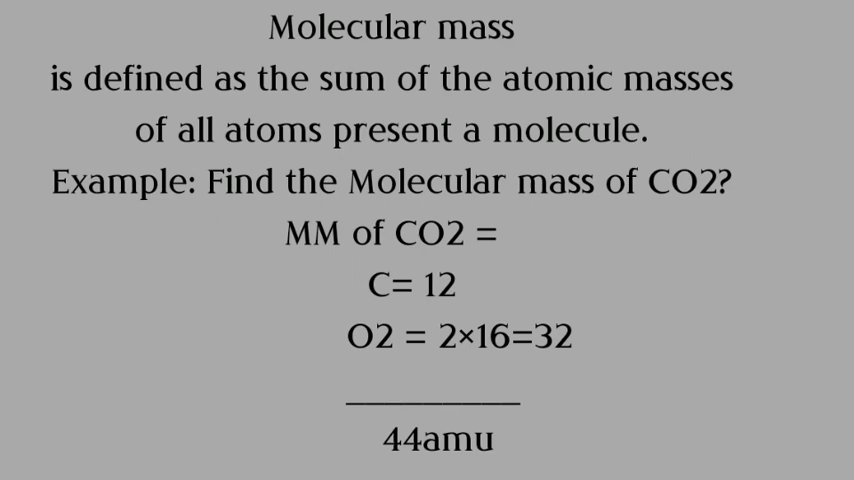 Molecular mass
is defined as the sum of the atomic masses
of all atoms present a molecule.
Example: Find the Molecular mass of CO2?
MM of CO2 =
C= 12
O2 = 2×16=32
_________
44amu